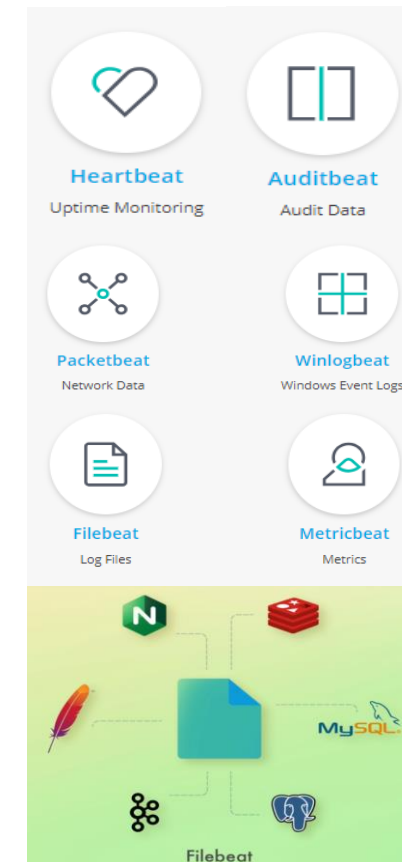 Heartbeat
Auditbeat
Uptime Monitoring
Audit Data
Packetbeat
Winlogbeat
Network Data
Windows Event Logs
Filebeat
Metricbeat
Log Files
Metrics
N
MySQL
Filebeat